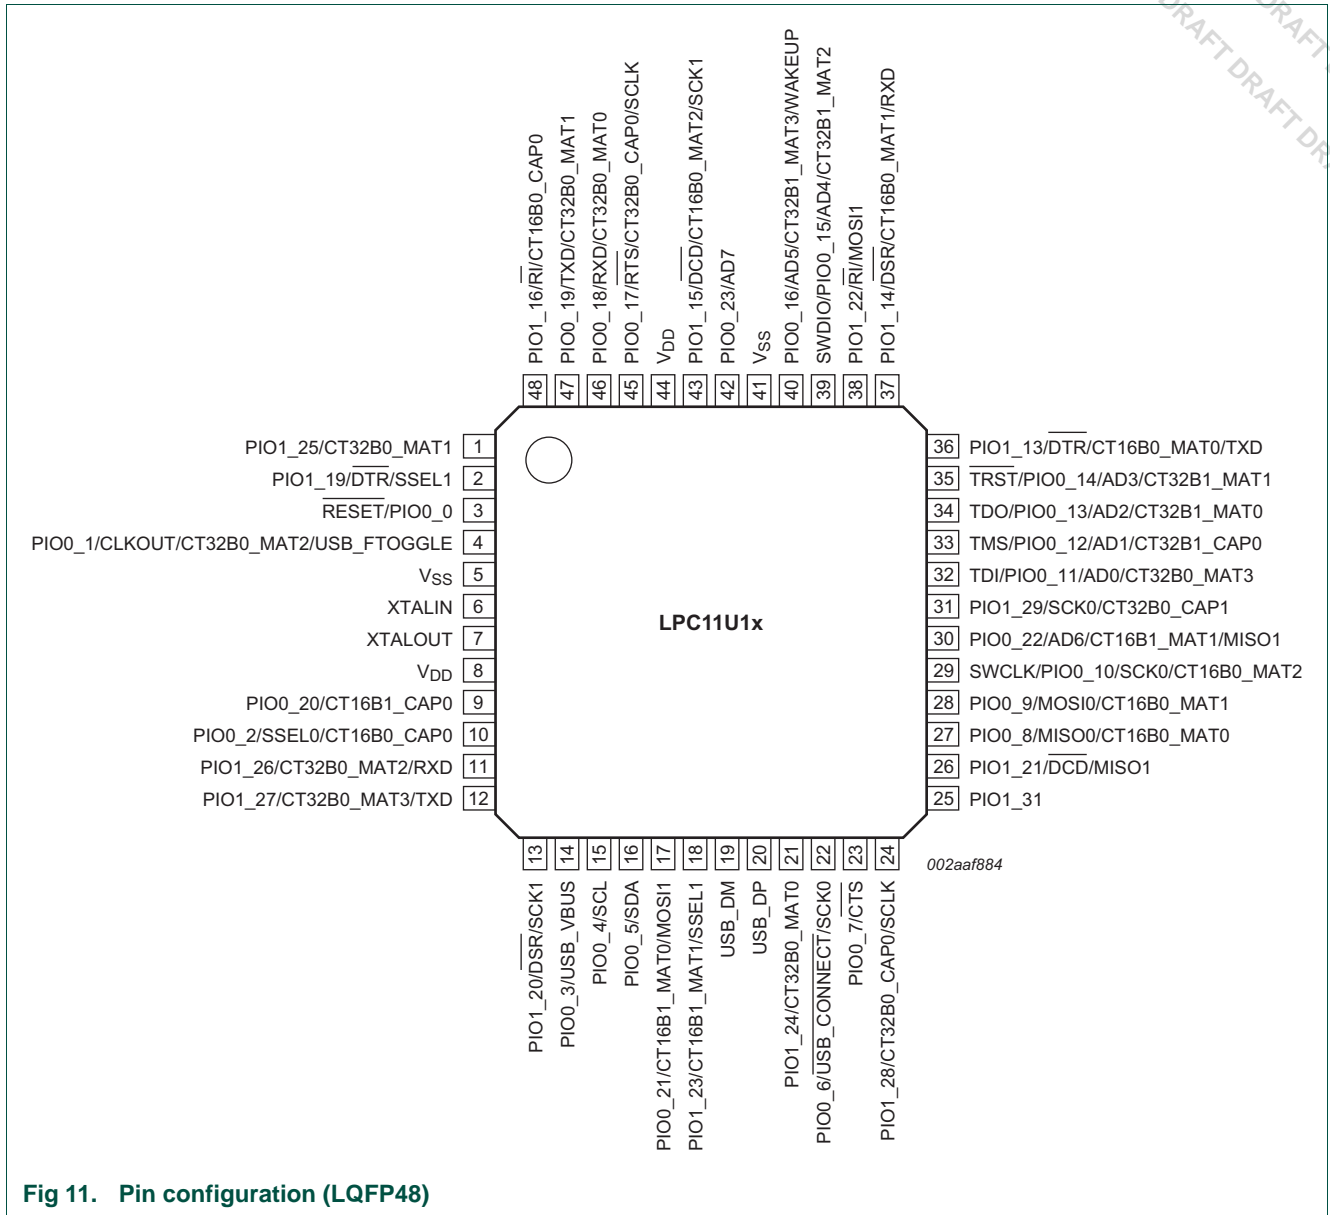 DRAFT DRAFT DRA
DRAFT
PIO1_16/RI/CT16B0_CAP0
PIO0_19/TXD/CT32B0_MAT1
PIO0_18/RXD/CT32B0_MAT0
PIO0_17/RTS/CT32B0_CAP0/SCLK
VDD
PIO1_15/DCD/CT16B0_MAT2/SCK1
PIO0_23/AD7
VSS
PIO0_16/AD5/CT32B1_MAT3/WAKEUP
SWDIO/PIO0_15/AD4/CT32B1_MAT2
PIO1_22/RI/MOSI1
PIO1_14/DSR/CT16B0_MAT1/RXD
48
47
46
45
44
43
42
41
40
39
38
37
PIO1_25/CT32B0_MAT1 1
PIO1_19/DTR/SSEL1 2
RESET/PIO0_0 3
PIO0_1/CLKOUT/CT32B0_MAT2/USB_FTOGGLE 4
VSS 5
XTALIN 6
XTALOUT 7
VDD 8
PIO0_20/CT16B1_CAP0 9
PIO0_2/SSEL0/CT16B0_CAP0 10
PIO1_26/CT32B0_MAT2/RXD 11
PIO1_27/CT32B0_MAT3/TXD 12
LPC11U1x
36 PIO1_13/DTR/CT16B0_MAT0/TXD
35 TRST/PIO0_14/AD3/CT32B1_MAT1
34 TDO/PIO0_13/AD2/CT32B1_MAT0
33 TMS/PIO0_12/AD1/CT32B1_CAP0
32 TDI/PIO0_11/AD0/CT32B0_MAT3
31 PIO1_29/SCK0/CT32B0_CAP1
30 PIO0_22/AD6/CT16B1_MAT1/MISO1
29 SWCLK/PIO0_10/SCK0/CT16B0_MAT2
28 PIO0_9/MOSI0/CT16B0_MAT1
27 PIO0_8/MISO0/CT16B0_MAT0
26 PIO1_21/DCD/MISO1
25 PIO1_31
13
14
15
16
17
18
19
20
21
22
23
24
002aaf884
PIO1_20/DSR/SCK1
PIO0_3/USB_VBUS
PIO0_4/SCL
PIO0_5/SDA
PIO0_21/CT16B1_MAT0/MOSI1
PIO1_23/CT16B1_MAT1/SSEL1
USB_DM
USB_DP
PIO1_24/CT32B0_MAT0
PIO0_6/USB_CONNECT/SCK0
PIO0_7/CTS
PIO1_28/CT32B0_CAP0/SCLK
Fig 11. Pin configuration (LQFP48)